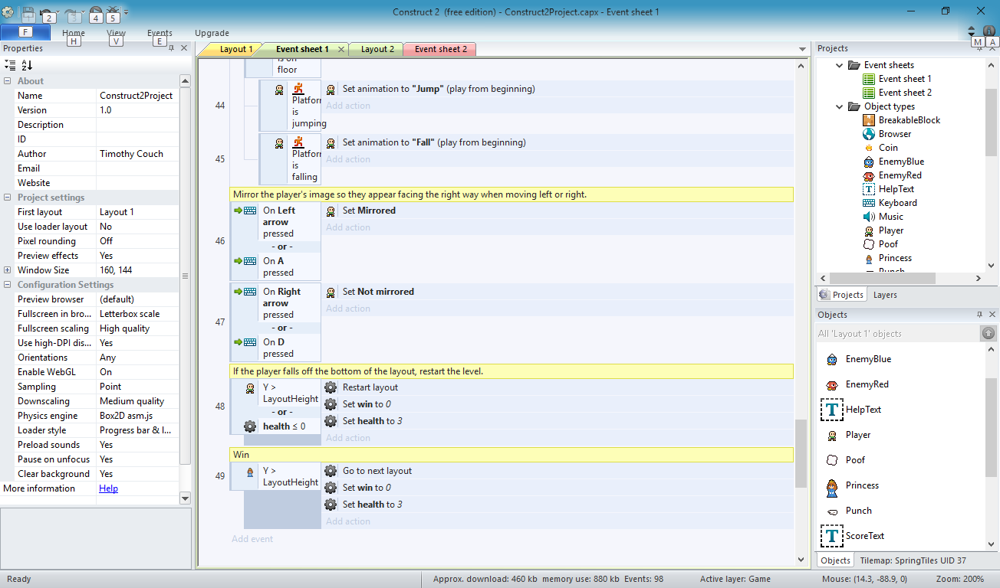 Construct 2 (free edition) - Construct2Project.capx - Event sheet 1
2
3
4
5
F
Home
View
Events
Upgrade
H
V
E
M
A
Properties
About
Name Construct2Project
Version 1.0
Description
ID
Author Timothy Couch
Email
Website
Project settings
First layout Layout 1
Use loader layout No
Pixel rounding Off
Preview effects Yes
Window Size 160, 144
Configuration Settings
Preview browser (default)
Fullscreen in bro... Letterbox scale
Fullscreen scaling High quality
Use high-DPI dis... Yes
Orientations Any
Enable WebGL On
Sampling Point
Downscaling Medium quality
Physics engine Box2D asm.js
Loader style Progress bar & l...
Preload sounds Yes
Pause on unfocus Yes
Clear background Yes
More information Help
Layout 1
Event sheet 1
Layout 2
Event sheet 2
is on
floor
44
Platforn
is
jumping
Set animation to "Jump" (play from beginning)
Add action
45
Platforn
is
falling
Set animation to "Fall" (play from beginning)
Add action
Mirror the player's image so they appear facing the right way when moving left or right.
46
On Left
arrow
pressed
- or -
On A
pressed
Set Mirrored
Add action
47
On Right
arrow
pressed
- or -
On D
pressed
Set Not mirrored
Add action
If the player falls off the bottom of the layout, restart the level.
48
Y >
LayoutHeight
- or -
health ≤ 0
Restart layout
Set win to 0
Set health to 3
Add action
Win
49
Y >
LayoutHeight
Go to next layout
Set win to 0
Set health to 3
Add action
Add event
Projects
Event sheets
Event sheet 1
Event sheet 2
Object types
BreakableBlock
Browser
Coin
EnemyBlue
EnemyRed
HelpText
Keyboard
Music
Player
Poof
Princess
Punch
Projects
Layers
Objects
All 'Layout 1' objects
EnemyBlue
EnemyRed
HelpText
Player
Poof
Princess
Punch
ScoreText
Objects
Tilemap: SpringTiles UID 37
Ready
Approx. download: 460 kb memory use: 880 kb Events: 98
Active layer: Game
Mouse: (14.3, -88.9, 0)
Zoom: 200%